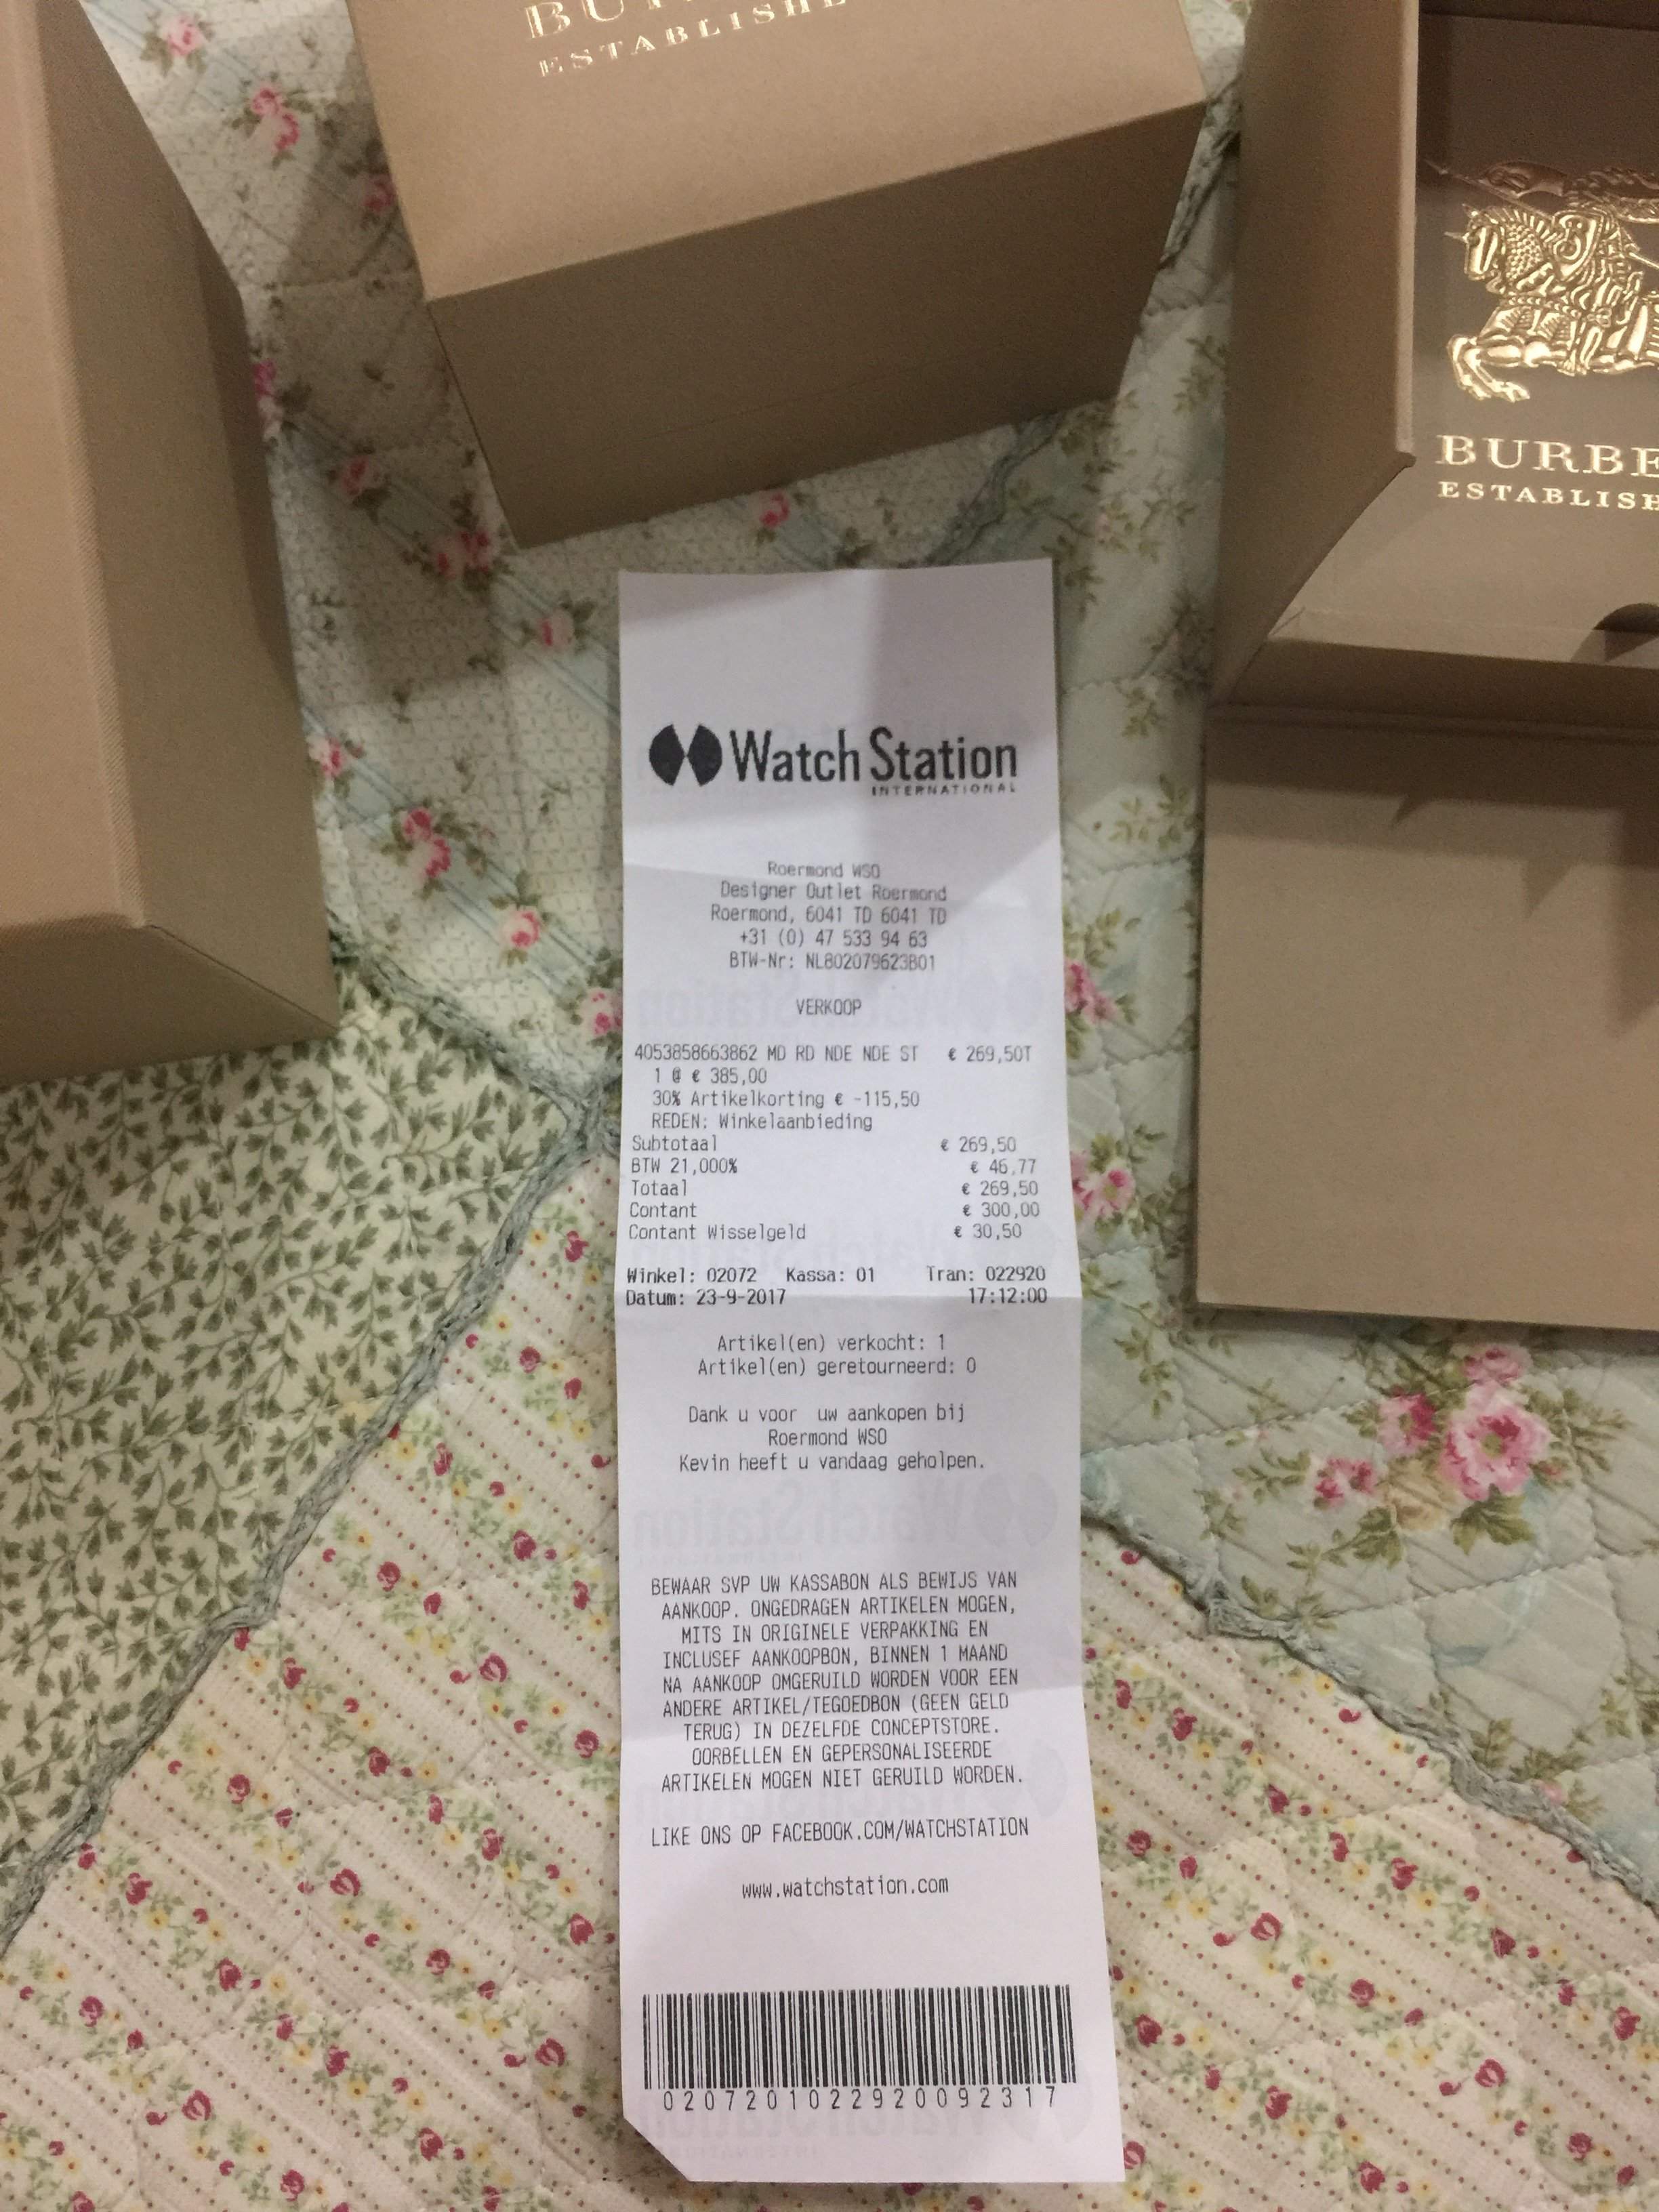 ESTABLISHE
BURBE
ESTABLISH
Watch Station
INTERNATIONAL
Roermond WSO
Designer Outlet Roermond
Roermond, 6041 TD 6041 TD
+31 (0) 47 533 94 63
BTW-Nr: NL802079623B01
VERKOOP
4053858663862 MD RD NDE NDE ST € 269,50T
1 @ € 385,00
30% Artikelkorting € -115,50
REDEN: Winkelaanbieding
Subtotaal € 269,50
BTW 21,000% € 46,77
Totaal € 269,50
Contant € 300,00
Contant Wisselgeld € 30,50
Winkel: 02072 Kassa: 01 Tran: 022920
Datum: 23-9-2017 17:12:00
Artikel(en) verkocht: 1
Artikel(en) geretourneerd: 0
Dank u voor uw aankopen bij
Roermond WSO
Kevin heeft u vandaag geholpen.
BEWAAR SVP UW KASSABON ALS BEWIJS VAN
AANKOOP. ONGEDRAGEN ARTIKELEN MOGEN,
MITS IN ORIGINELE VERPAKKING EN
INCLUSEF AANKOOPBON, BINNEN 1 MAAND
NA AANKOOP OMGERUILD WORDEN VOOR EEN
ANDERE ARTIKEL/TEGOEDBON (GEEN GELD
TERUG) IN DEZELFDE CONCEPTSTORE.
OORBELLEN EN GEPERSONALISEERDE
ARTIKELEN MOGEN NIET GERUILD WORDEN.
LIKE ONS OP FACEBOOK.COM/WATCHSTATION
www.watchstation.com
0207201022920092317